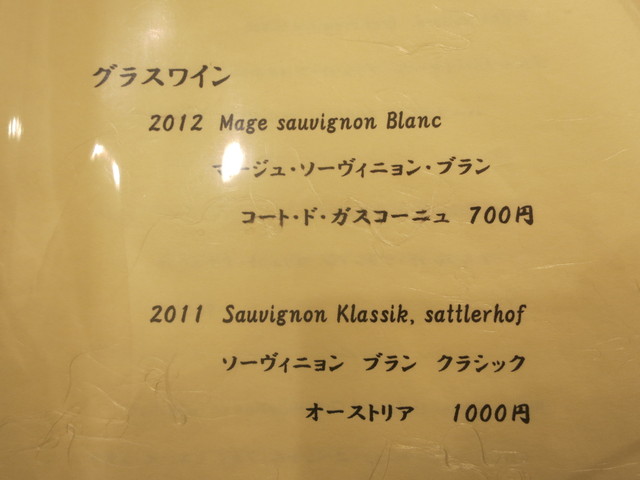 グラスワイン
2012 Mage sauvignon Blanc
マージュ・ソーヴィニョン・ブラン
コート・ド・ガスコーニュ 700円
2011 Sauvignon Klassik, sattlerhof
ソーヴィニョン ブラン クラシック
オーストリア 1000円